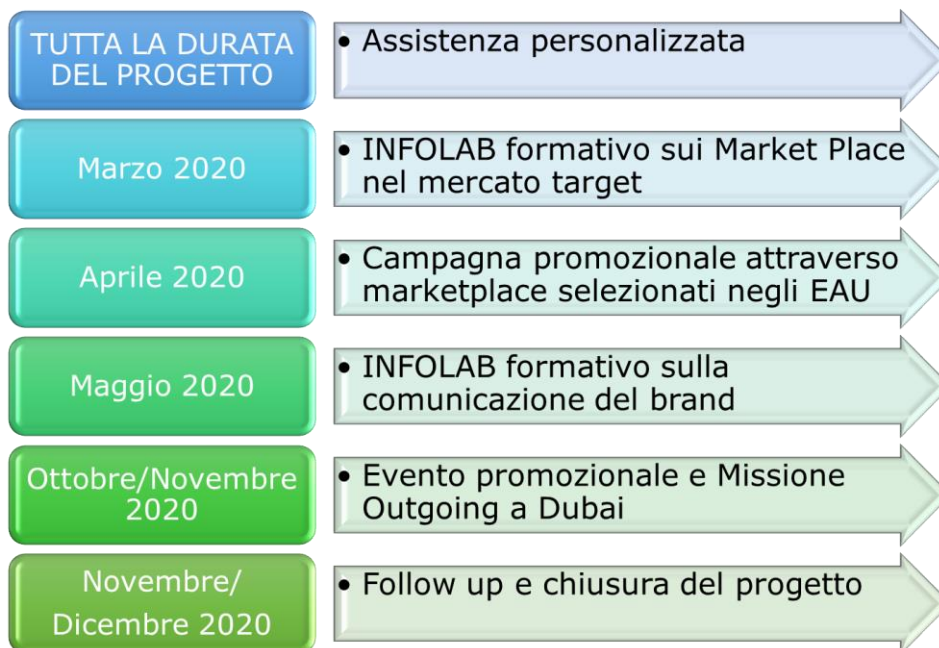 TUTTA LA DURATA
DEL PROGETTO
• Assistenza personalizzata
Marzo 2020
• INFOLAB formativo sui Market Place
nel mercato target
Aprile 2020
• Campagna promozionale attraverso
marketplace selezionati negli EAU
Maggio 2020
• INFOLAB formativo sulla
comunicazione del brand
Ottobre/Novembre
2020
• Evento promozionale e Missione
Outgoing a Dubai
Novembre/
Dicembre 2020
• Follow up e chiusura del progetto